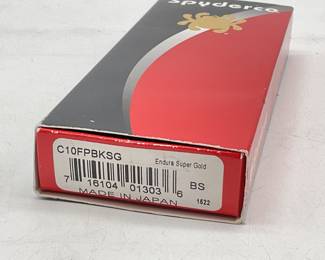 Spyderco
C10FPBKSG
Endura Super Gold
7 16104 01303 6
BS
MADE IN JAPAN
1622